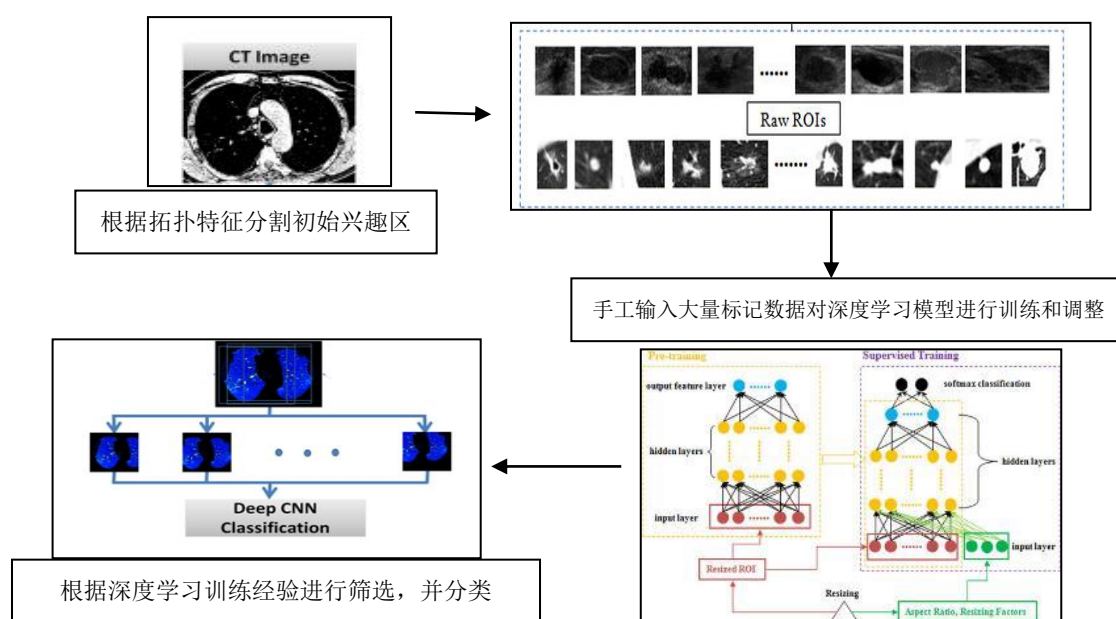 CT Image
根据拓扑特征分割初始兴趣区
Raw ROIs
手工输入大量标记数据对深度学习模型进行训练和调整
Pre-training
Supervised Training
output feature layer
softmax classification
hidden layers
hidden layers
input layer
input layer
Resized ROI
Resizing
Aspect Ratio, Resizing Factors
Deep CNN
Classification
根据深度学习训练经验进行筛选，并分类